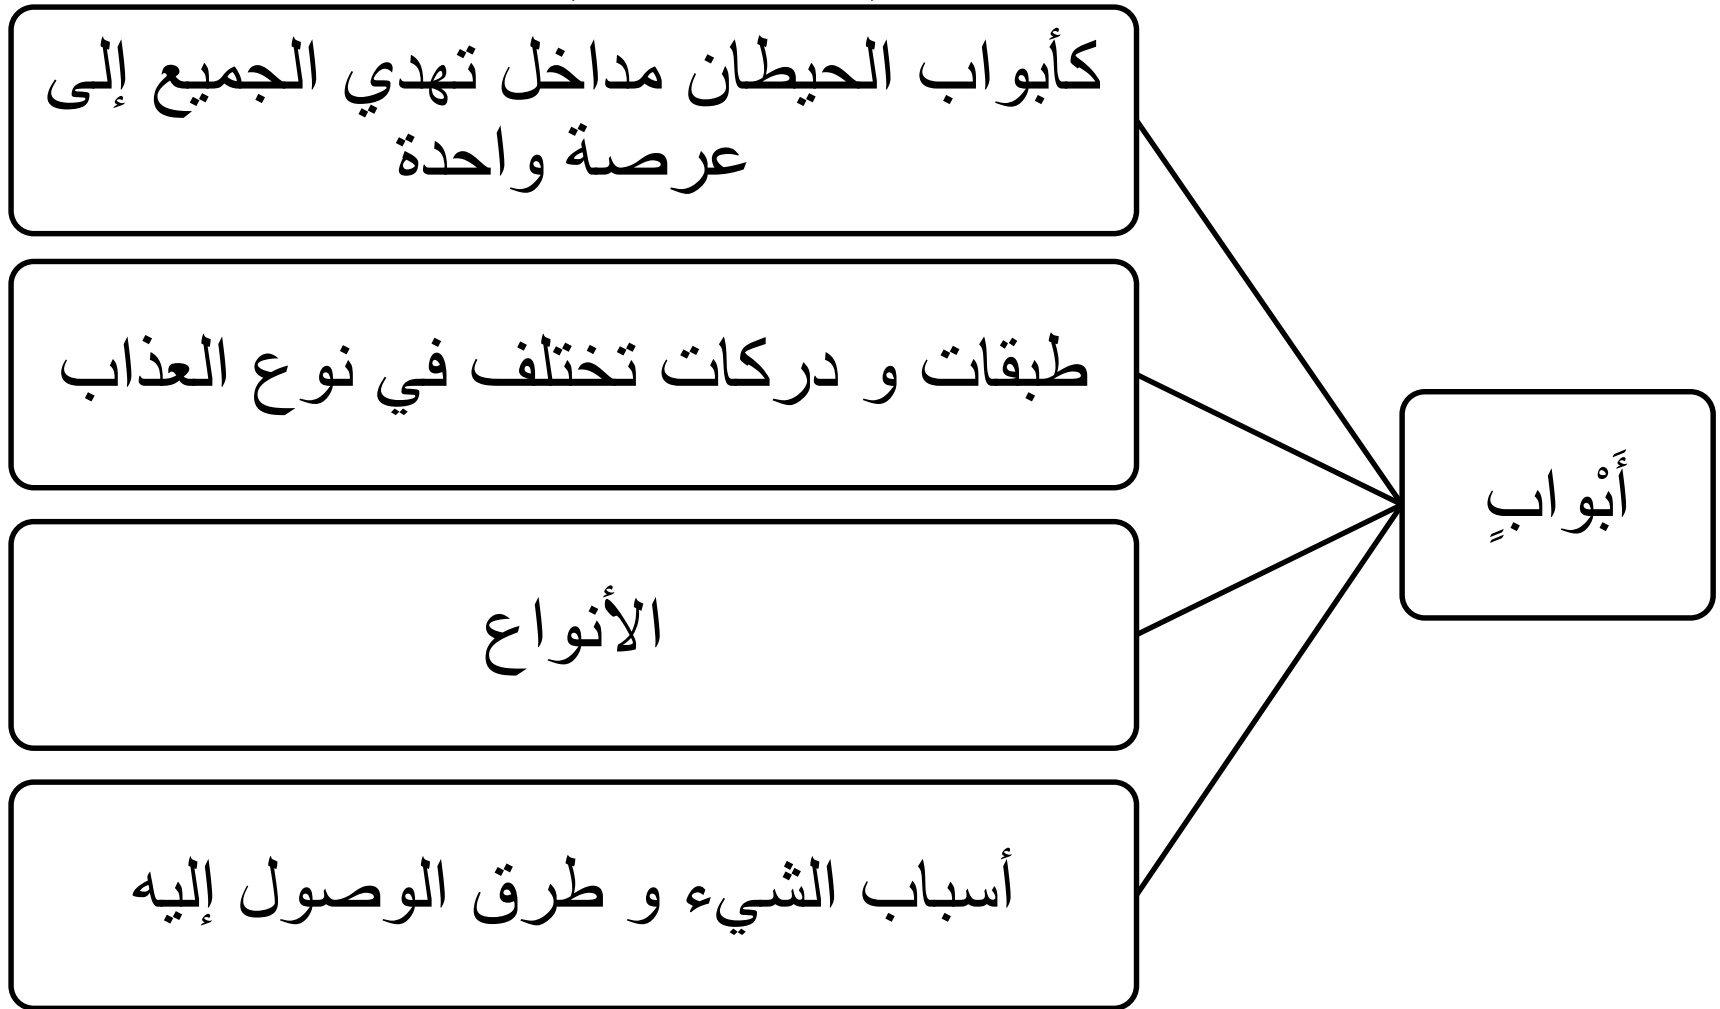 أَبْوابٍ
كأبواب الحيطان مداخل تهدي الجميع إلى
عرصة واحدة
طبقات و دركات تختلف في نوع العذاب
الأنواع
أسباب الشيء و طرق الوصول إليه